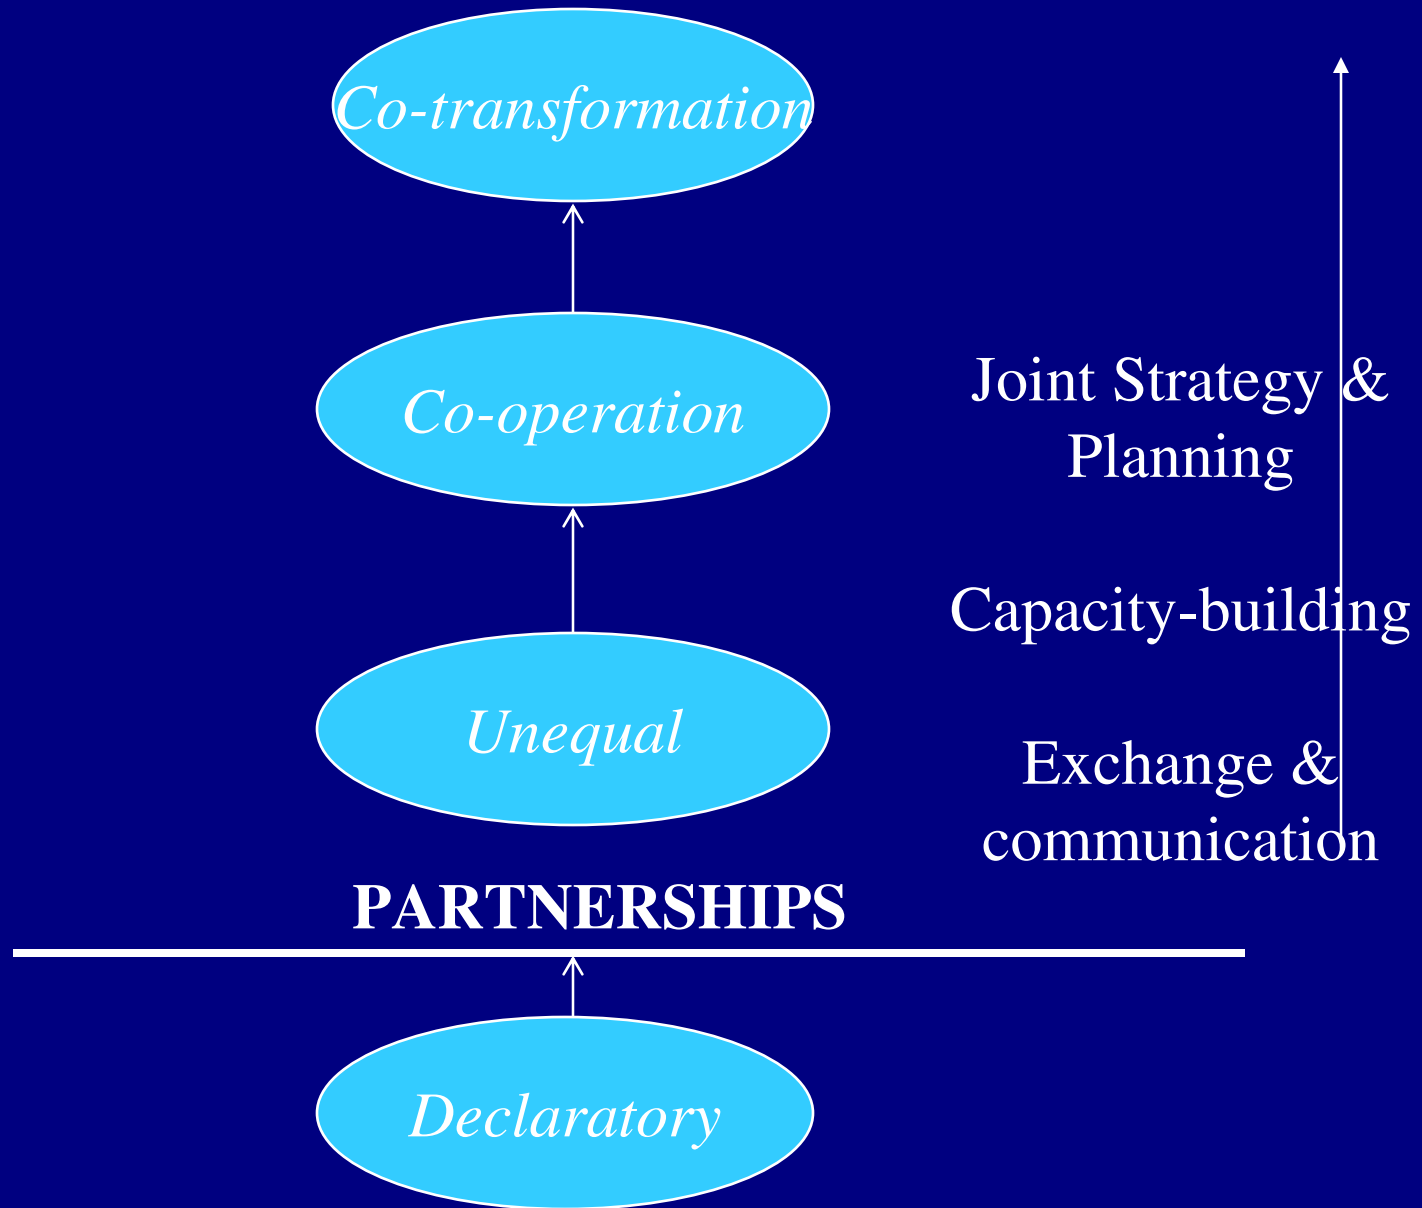 Co-transformation
Co-operation
Joint Strategy &
Planning
Capacity-building
Unequal
Exchange &
communication
PARTNERSHIPS
Declaratory